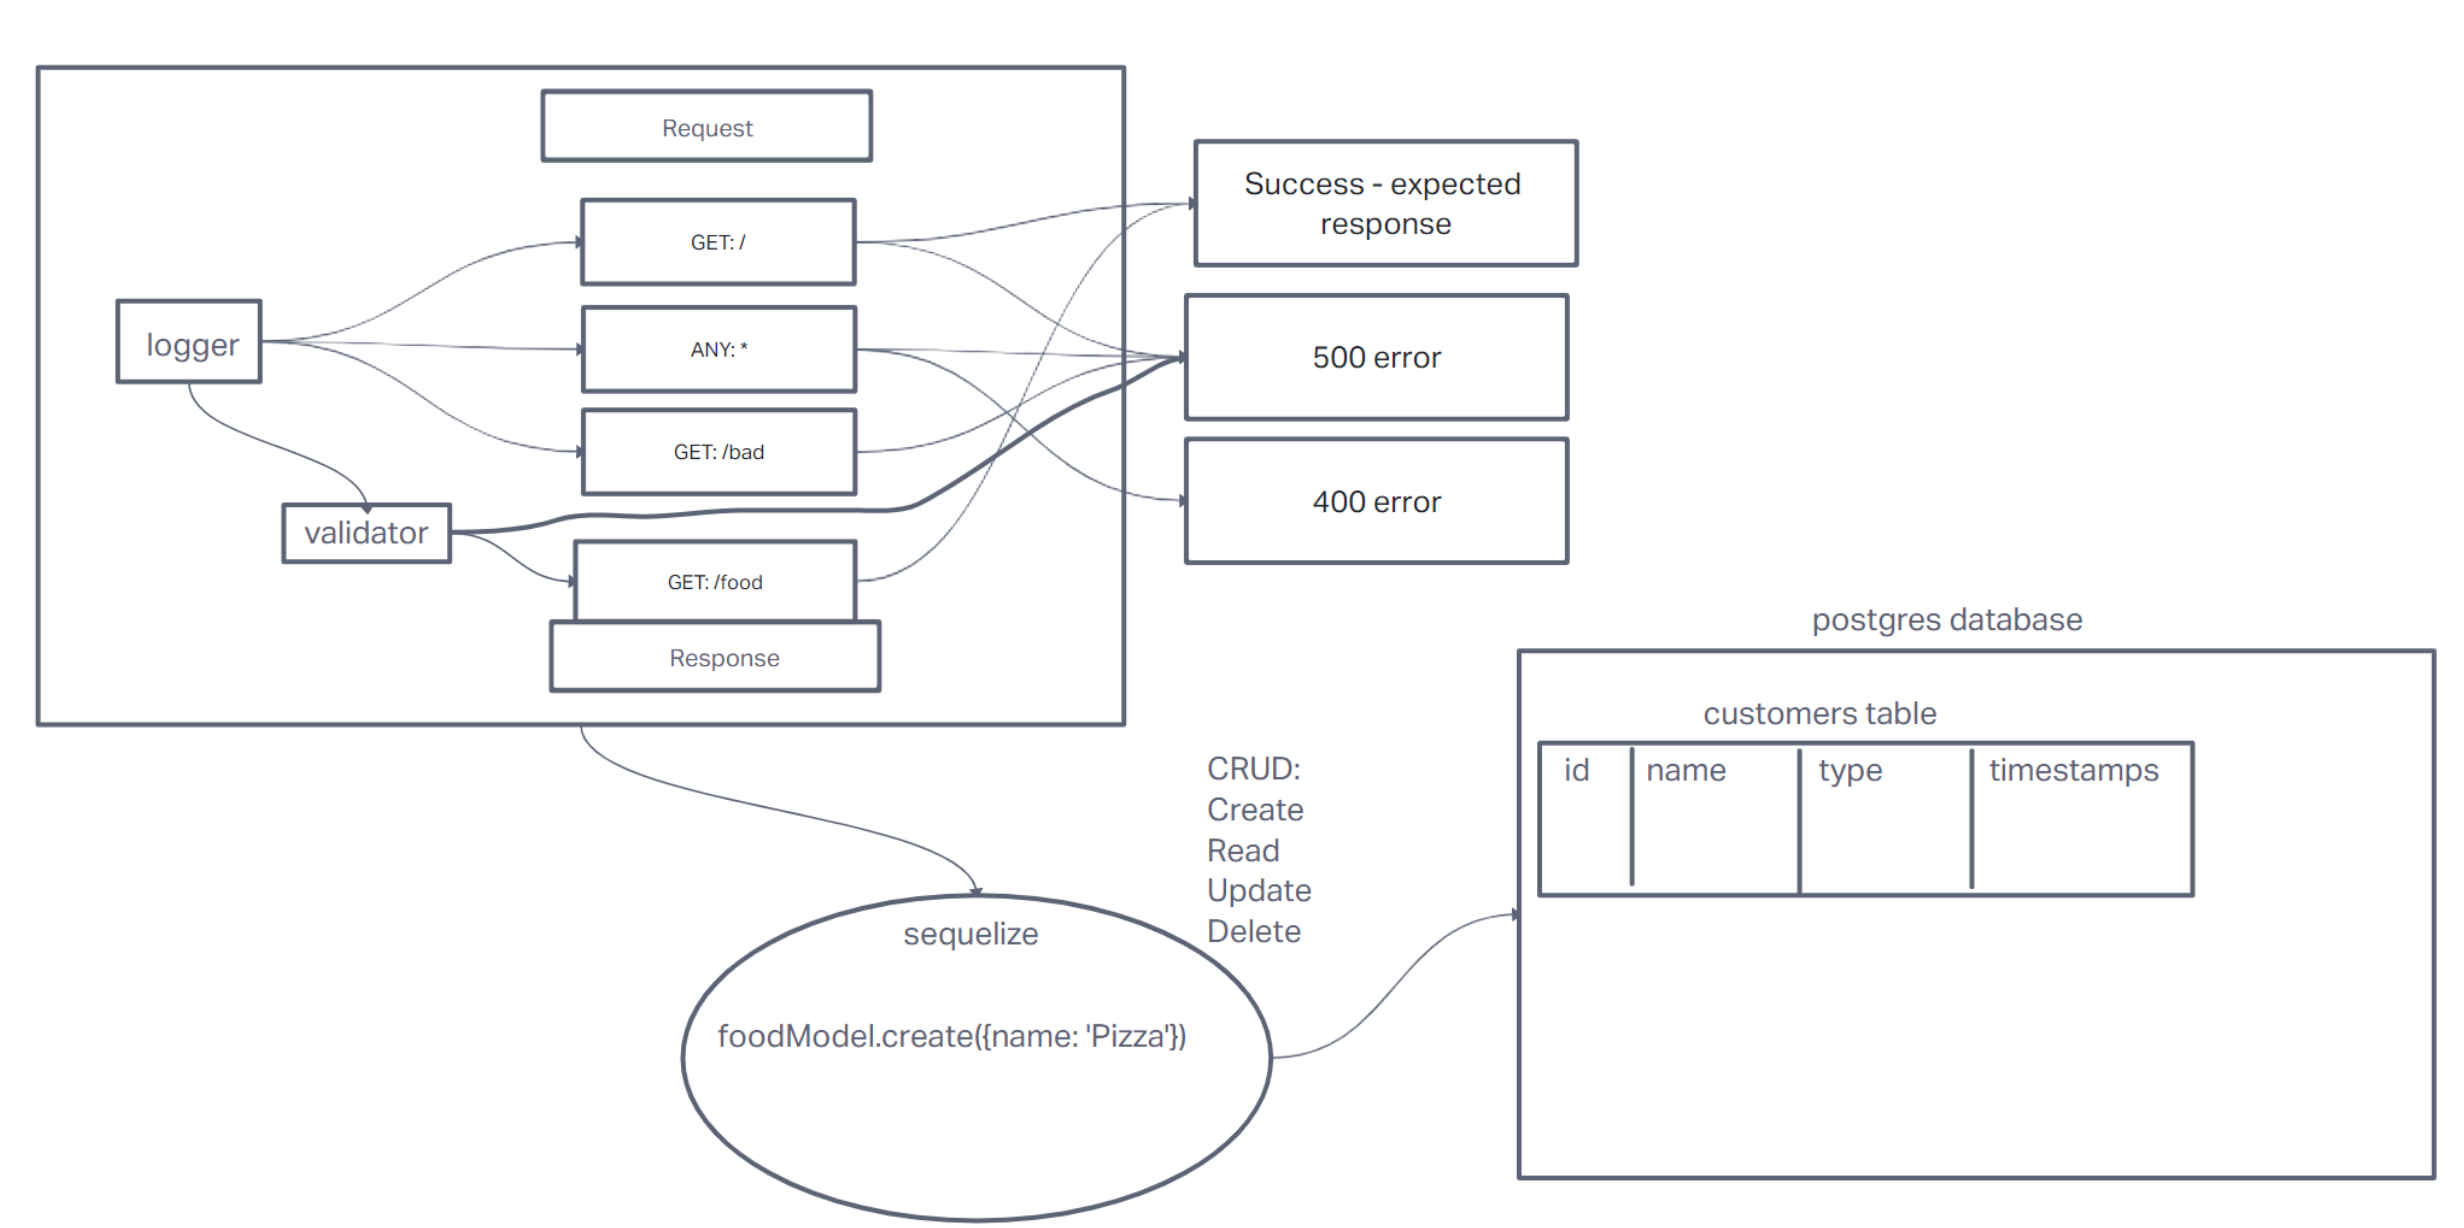 Request
Success - expected
response
GET: /
logger
ANY: *
500 error
GET: /bad
400 error
validator
GET: /food
Response
postgres database
customers table
id name type timestamps
CRUD:
Create
Read
Update
Delete
sequelize
foodModel.create({name: 'Pizza'})